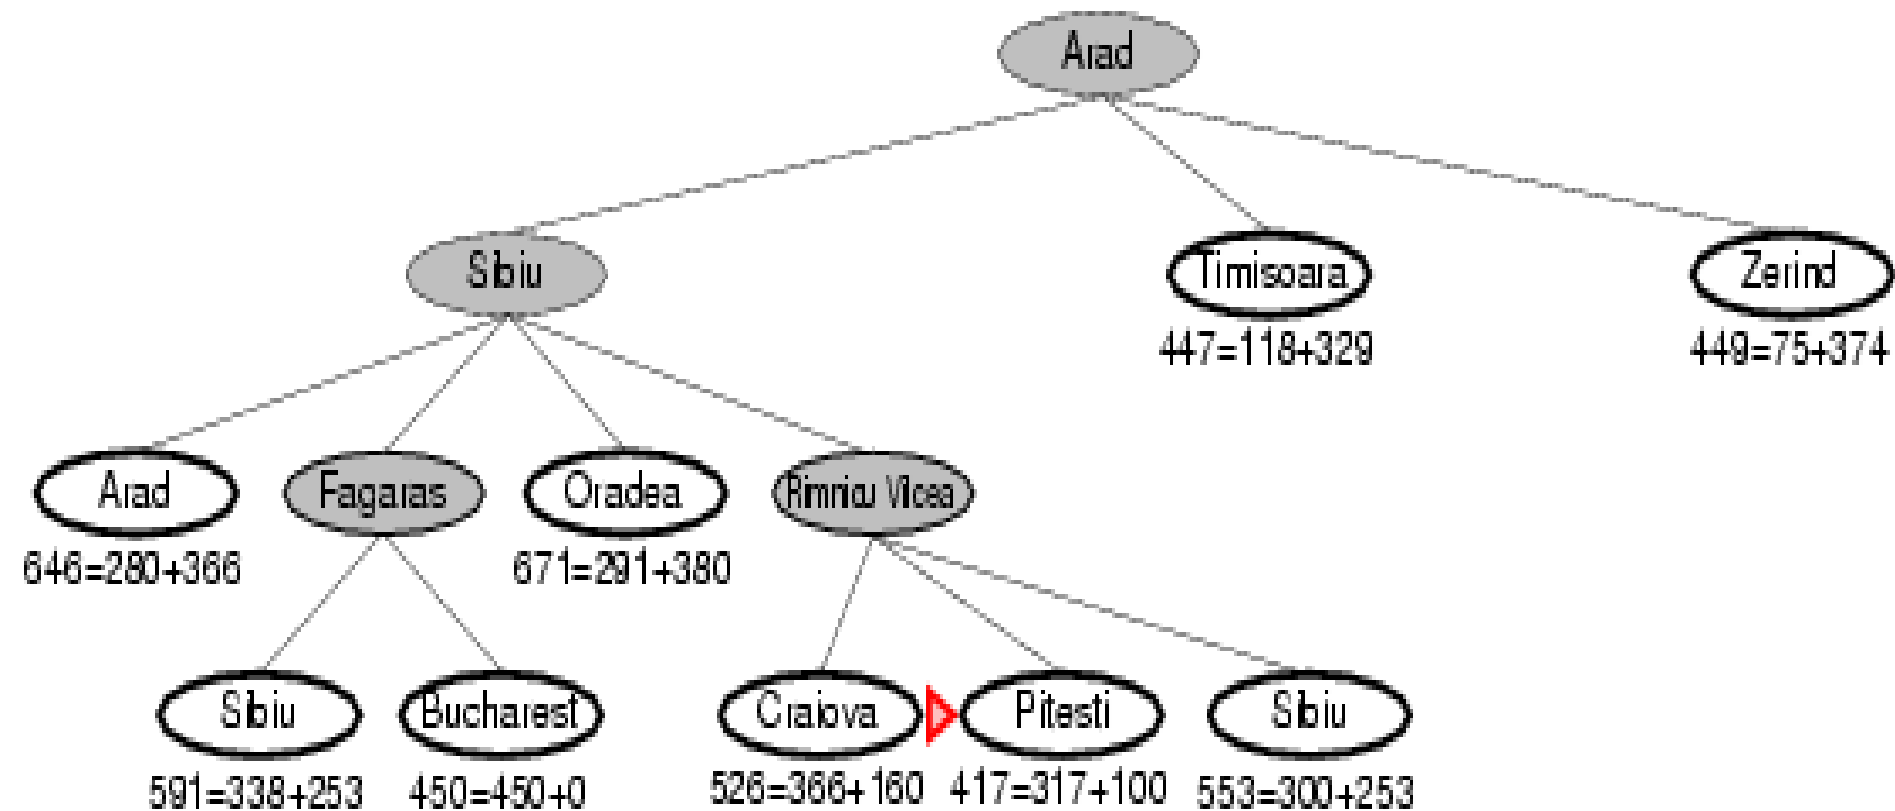 Arad
Sibiu Timisoara Zerind
447=118+329 449=75+374
Arad Fagaras Oradea Rimnicu Vilcea
646=280+366 671=291+380
Sibiu Bucharest Craiova Pitesti Sibiu
591=338+253 450=450+0 526=366+160 417=317+100 553=300+253